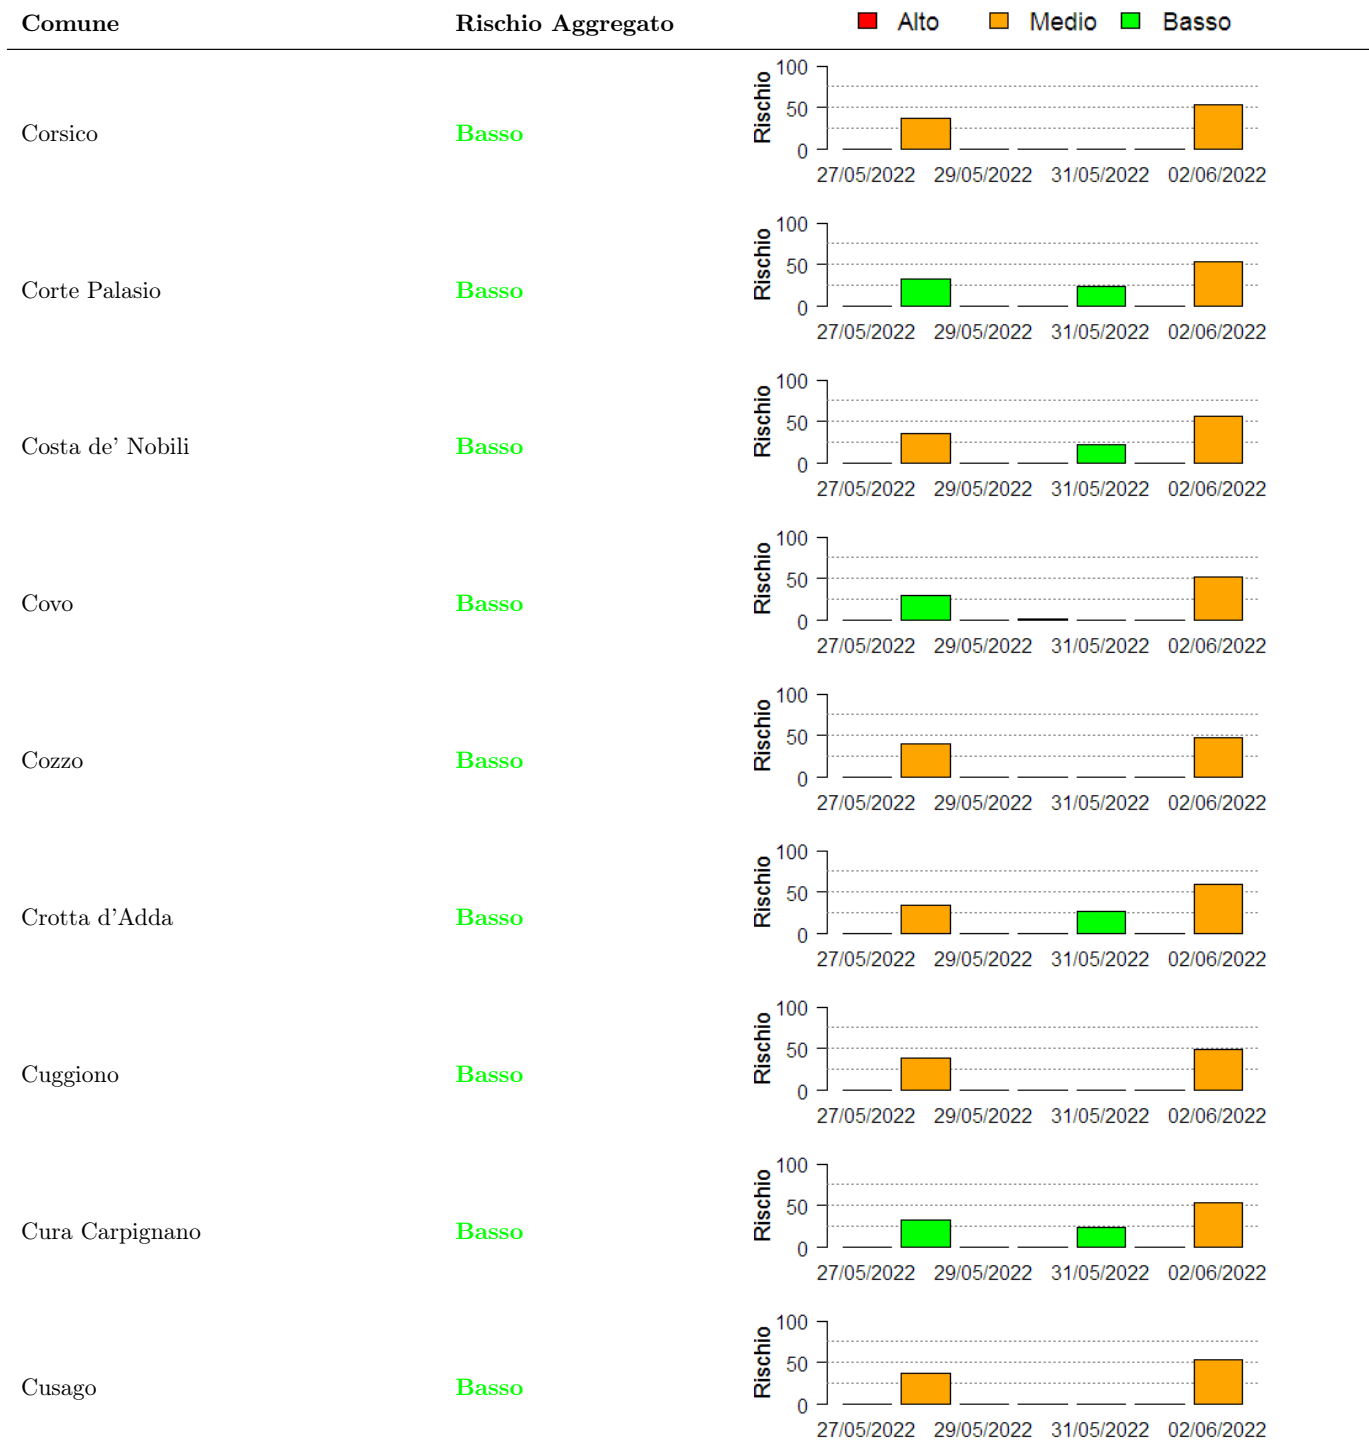 Comune Rischio Aggregato Alto Medio Basso
100
50
0
Rischio
Corsico Basso
27/05/2022 29/05/2022 31/05/2022 02/06/2022
100
50
0
Rischio
Corte Palasio Basso
27/05/2022 29/05/2022 31/05/2022 02/06/2022
100
50
0
Rischio
Costa de' Nobili Basso
27/05/2022 29/05/2022 31/05/2022 02/06/2022
100
50
0
Rischio
Covo Basso
27/05/2022 29/05/2022 31/05/2022 02/06/2022
100
50
0
Rischio
Cozzo Basso
27/05/2022 29/05/2022 31/05/2022 02/06/2022
100
50
0
Rischio
Crotta d'Adda Basso
27/05/2022 29/05/2022 31/05/2022 02/06/2022
100
50
0
Rischio
Cuggiono Basso
27/05/2022 29/05/2022 31/05/2022 02/06/2022
100
50
0
Rischio
Cura Carpignano Basso
27/05/2022 29/05/2022 31/05/2022 02/06/2022
100
50
0
Rischio
Cusago Basso
27/05/2022 29/05/2022 31/05/2022 02/06/2022